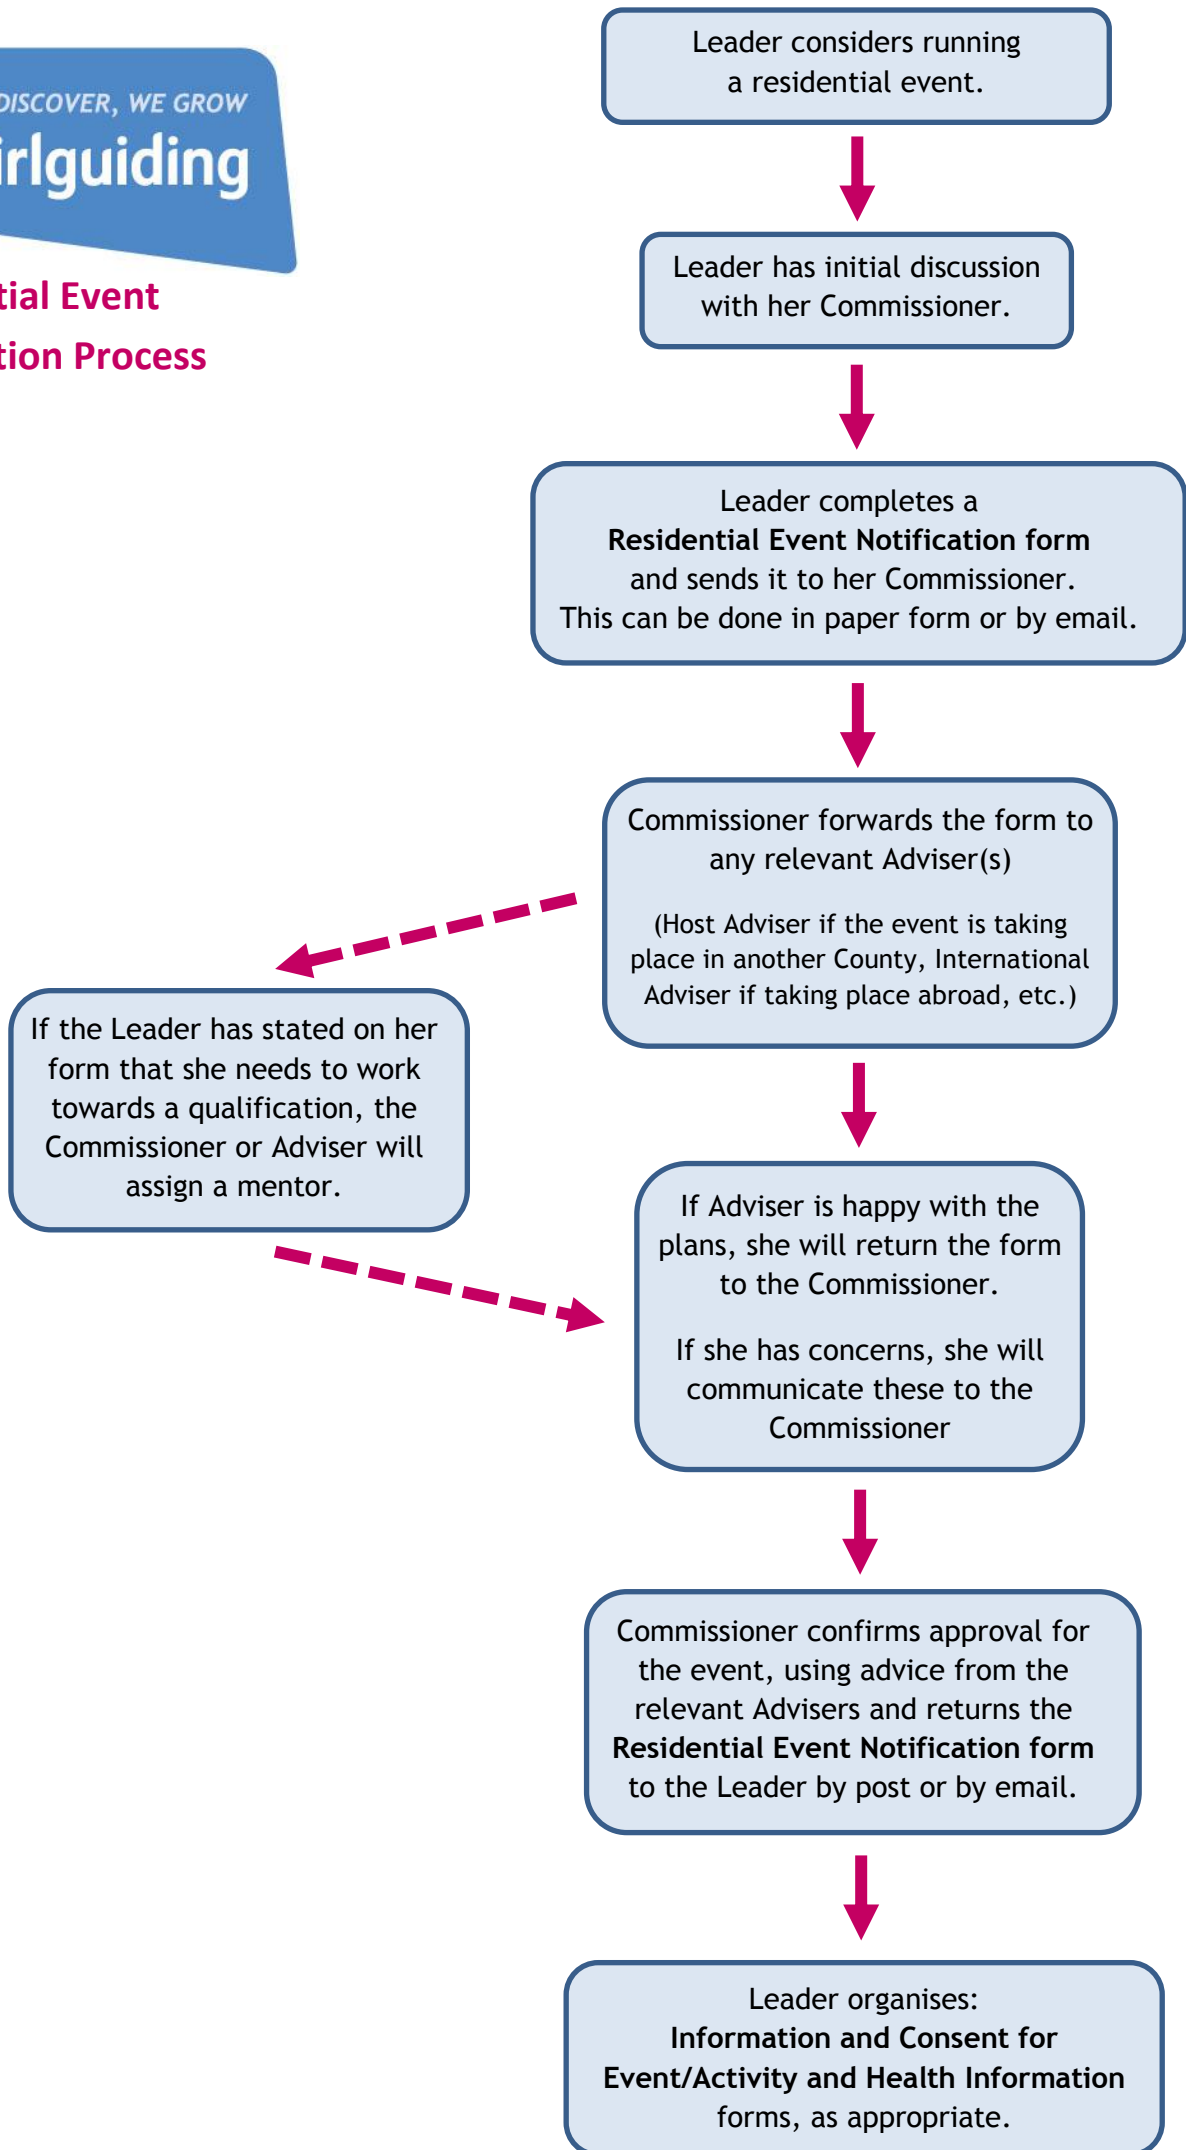 DISCOVER, WE GROW
irlguiding
tial Event
tion Process
Leader considers running
a residential event.
Leader has initial discussion
with her Commissioner.
Leader completes a
Residential Event Notification form
and sends it to her Commissioner.
This can be done in paper form or by email.
Commissioner forwards the form to
any relevant Adviser(s)
(Host Adviser if the event is taking
place in another County, International
Adviser if taking place abroad, etc.)
If the Leader has stated on her
form that she needs to work
towards a qualification, the
Commissioner or Adviser will
assign a mentor.
If Adviser is happy with the
plans, she will return the form
to the Commissioner.
If she has concerns, she will
communicate these to the
Commissioner
Commissioner confirms approval for
the event, using advice from the
relevant Advisers and returns the
Residential Event Notification form
to the Leader by post or by email.
Leader organises:
Information and Consent for
Event/Activity and Health Information
forms, as appropriate.